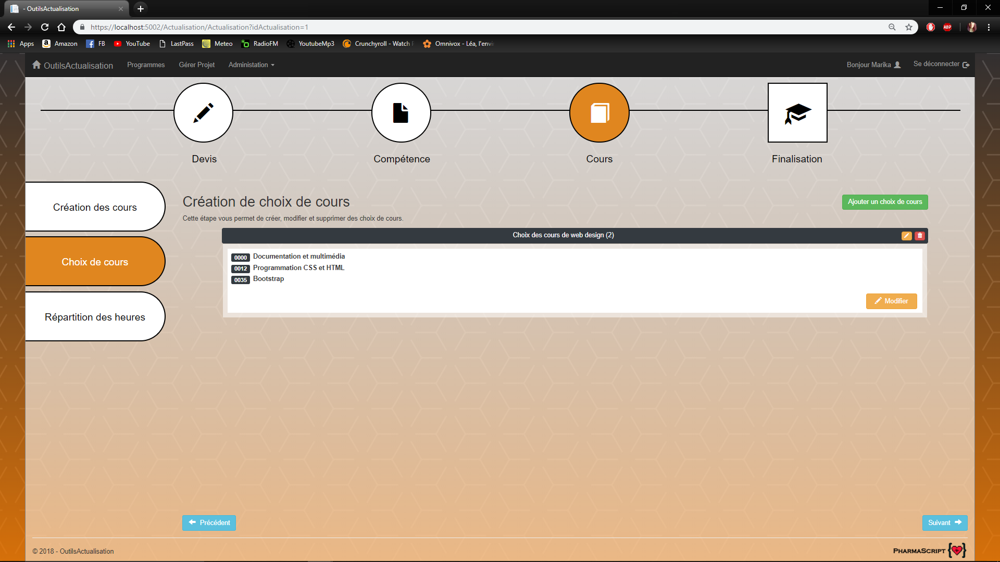 - OutilsActualisation
https://localhost:5002/Actualisation/Actualisation?idActualisation=1
ABP
Apps Amazon FB YouTube LastPass Meteo RadioFM YoutubeMp3 Crunchyroll - Watch Omnivox - Léa, l'envi
OutilsActualisation Programmes Gérer Projet Administation Bonjour Marika Se déconnecter
Devis Compétence Cours Finalisation
Création des cours
Choix de cours
Répartition des heures
Création de choix de cours
Ajouter un choix de cours
Cette étape vous permet de créer, modifier et supprimer des choix de cours.
Choix des cours de web design (2)
0000 Documentation et multimédia
0012 Programmation CSS et HTML
0035 Bootstrap
Modifier
Précédent
Suivant
© 2018 - OutilsActualisation
PharmaScript